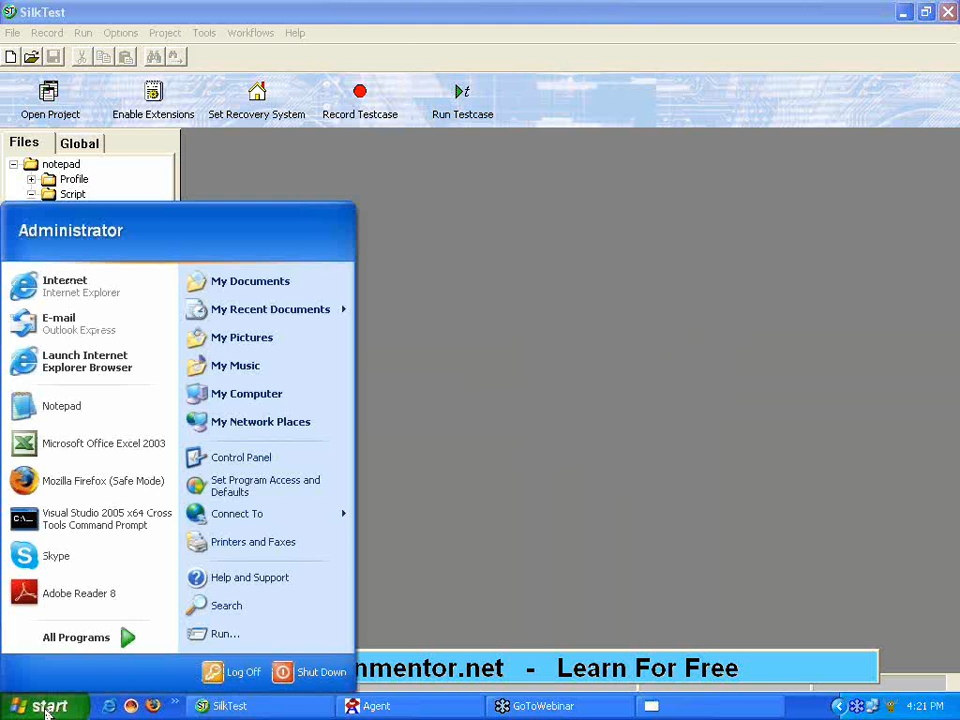 SilkTest
File Record Run Options Project Tools Workflows Help
Open Project Enable Extensions Set Recovery System Record Testcase Run Testcase
Files Global
notepad
Profile
Script
Administrator
Internet
Internet Explorer
E-mail
Outlook Express
Launch Internet
Explorer Browser
Notepad
Microsoft Office Excel 2003
Mozilla Firefox (Safe Mode)
Visual Studio 2005 x64 Cross
Tools Command Prompt
Skype
Adobe Reader 8
All Programs
My Documents
My Recent Documents
My Pictures
My Music
My Computer
My Network Places
Control Panel
Set Program Access and
Defaults
Connect To
Printers and Faxes
Help and Support
Search
Run...
Log Off Shut Down
nmentor.net - Learn For Free
start SilkTest Agent GoToWebinar 4:21 PM